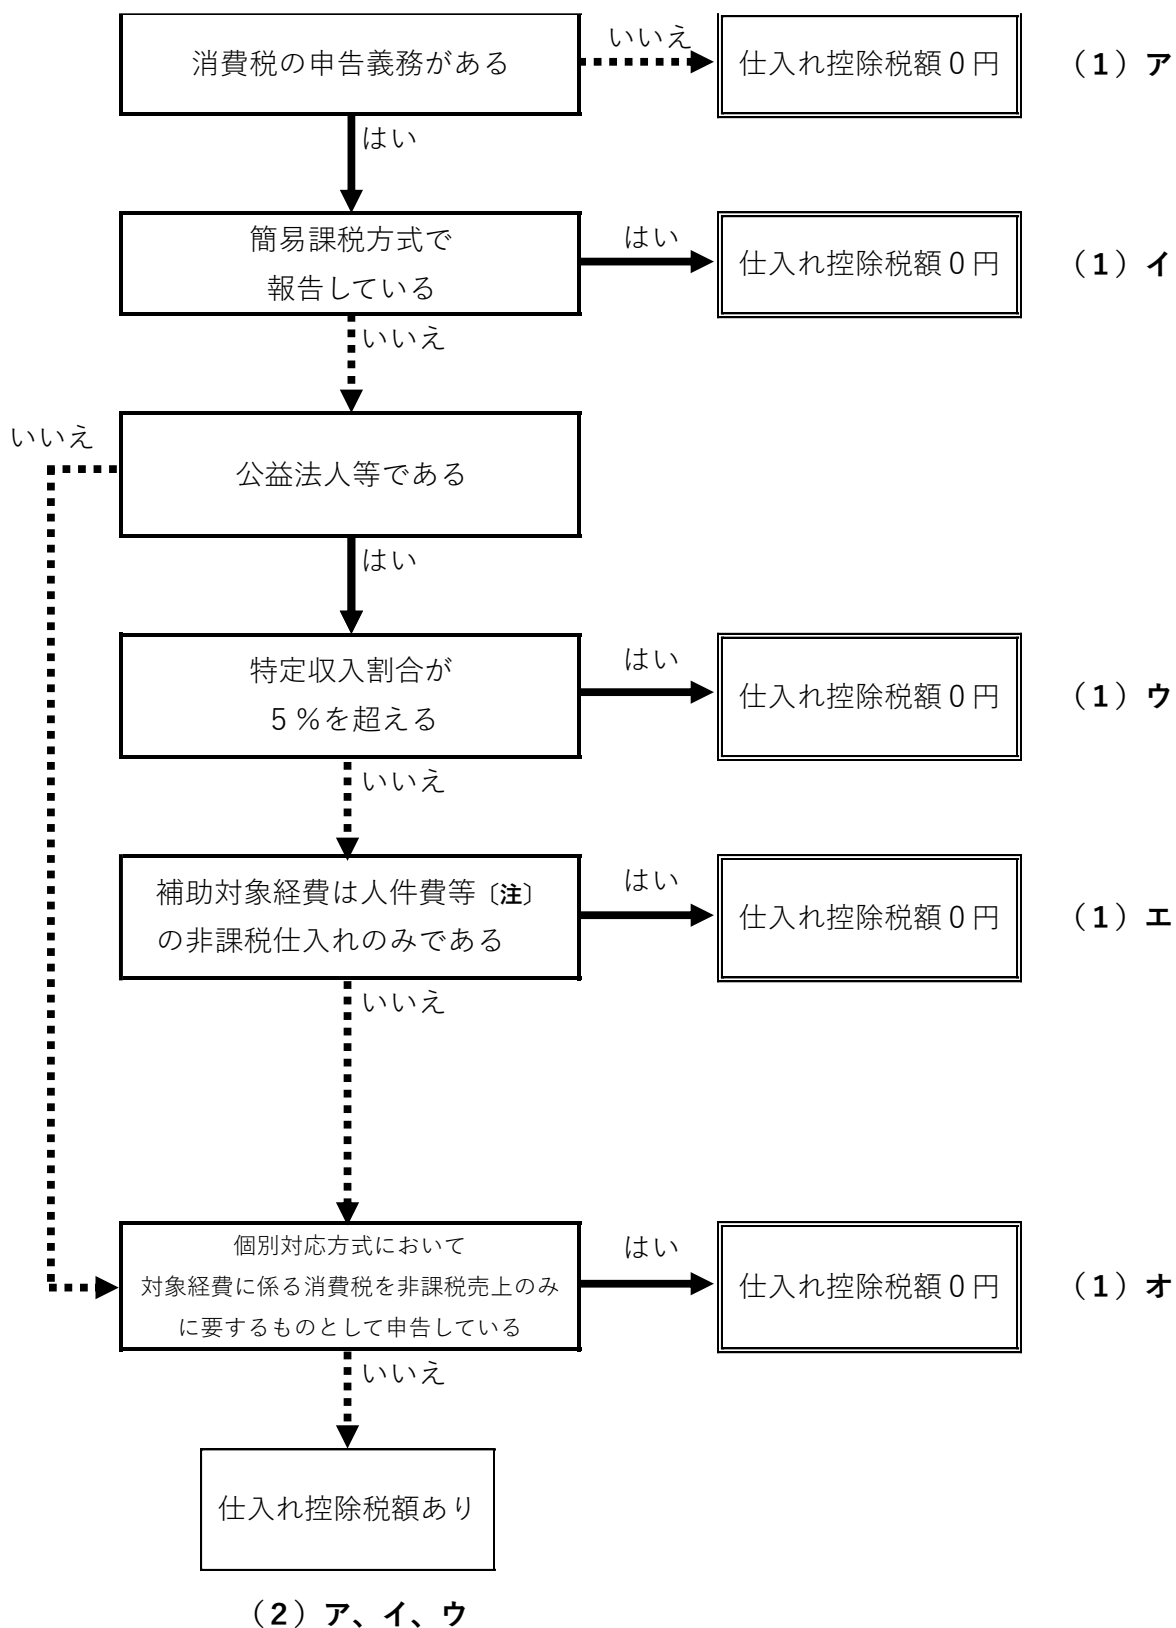 消費税の申告義務がある
いいえ
仕入れ控除税額０円
（１）ア
はい
簡易課税方式で
報告している
はい
仕入れ控除税額０円
（１）イ
いいえ
いいえ
公益法人等である
はい
特定収入割合が
５％を超える
はい
仕入れ控除税額０円
（１）ウ
いいえ
補助対象経費は人件費等〔注〕
の非課税仕入れのみである
はい
仕入れ控除税額０円
（１）エ
いいえ
個別対応方式において
対象経費に係る消費税を非課税売上のみ
に要するものとして申告している
はい
仕入れ控除税額０円
（１）オ
いいえ
仕入れ控除税額あり
（２）ア、イ、ウ